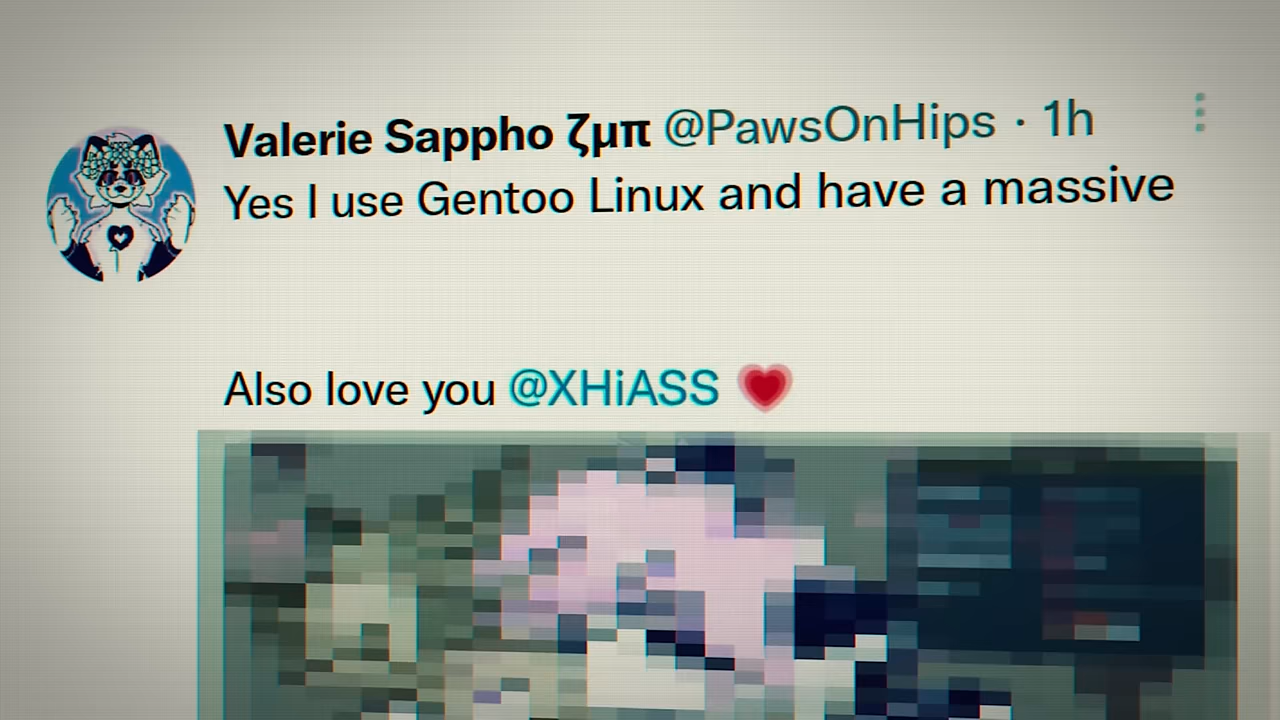 Valerie Sappho ζμπ @PawsOnHips · 1h
Yes I use Gentoo Linux and have a massive
Also love you @XHiASS ❤️